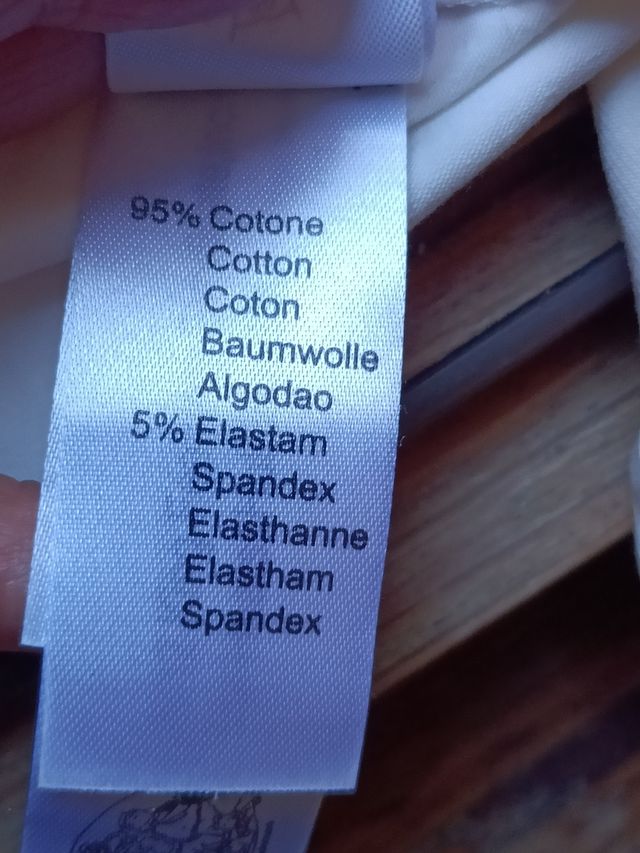 95% Cotone
Cotton
Coton
Baumwolle
Algodao
5% Elastam
Spandex
Elasthanne
Elastham
Spandex